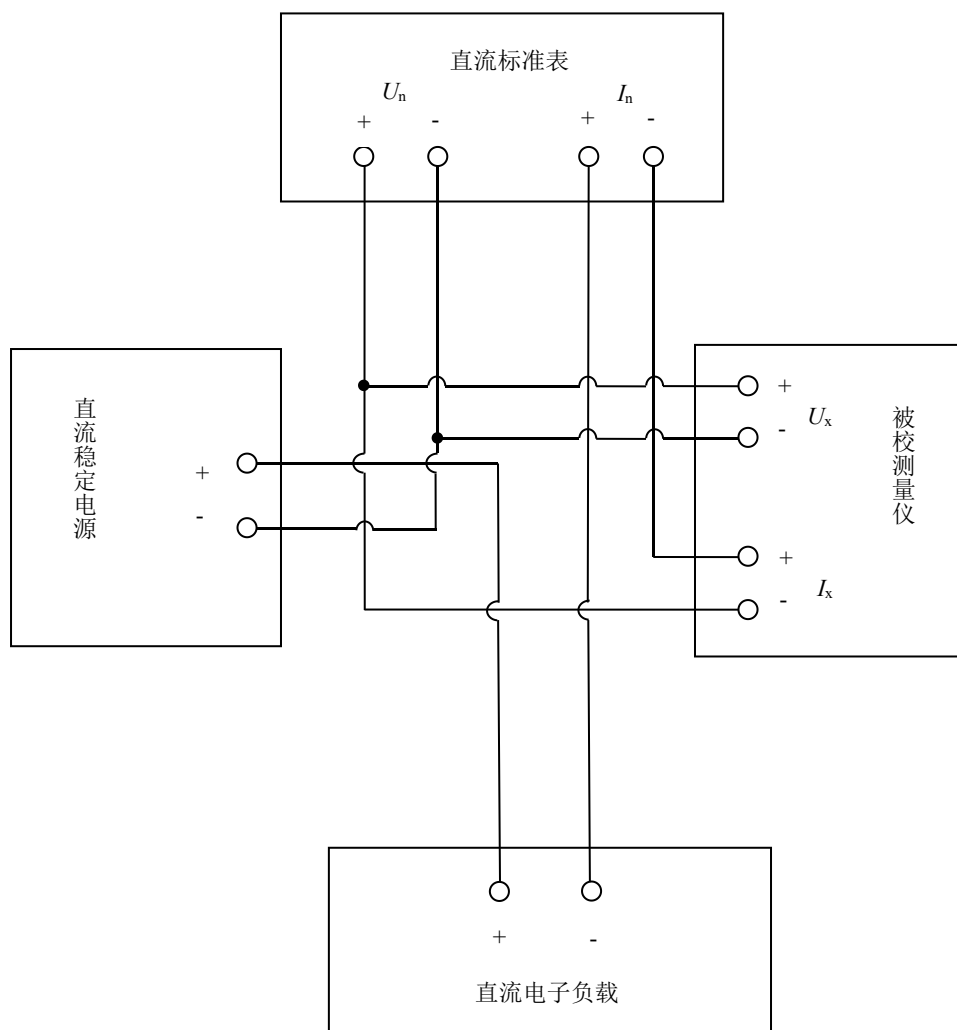 直流标准表
Uₙ Iₙ
+ - + -
直流稳定电源
+
-
+
-
Uₓ
被校测量仪
+
-
Iₓ
+ -
直流电子负载